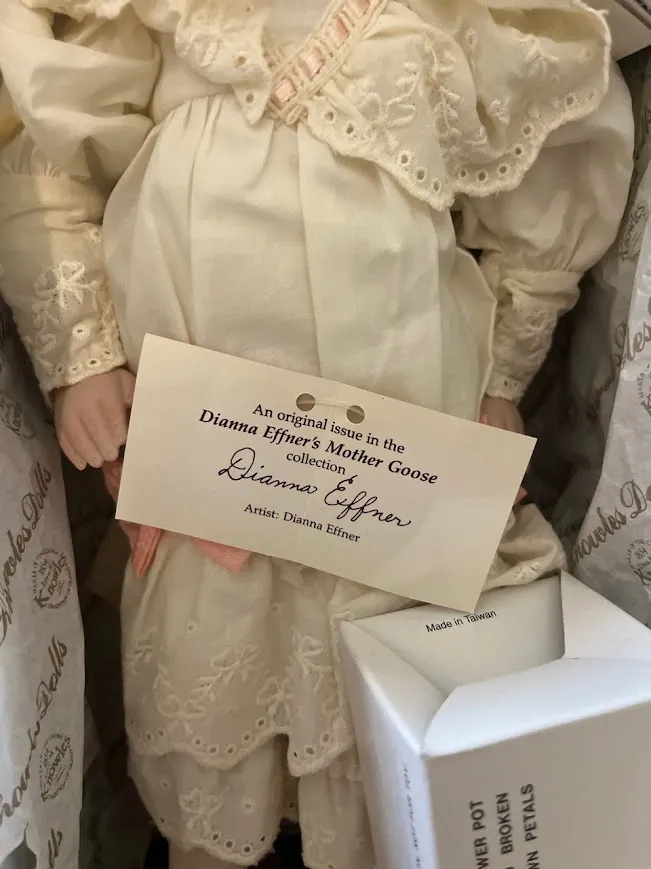 An original issue in the
Dianna Effner's Mother Goose
collection
Dianna Effner
Artist: Dianna Effner
Made in Taiwan
WER POT
BROKEN
WN PETALS
Knowles Dolls
Knowles
Knowles Dolls
Knowles